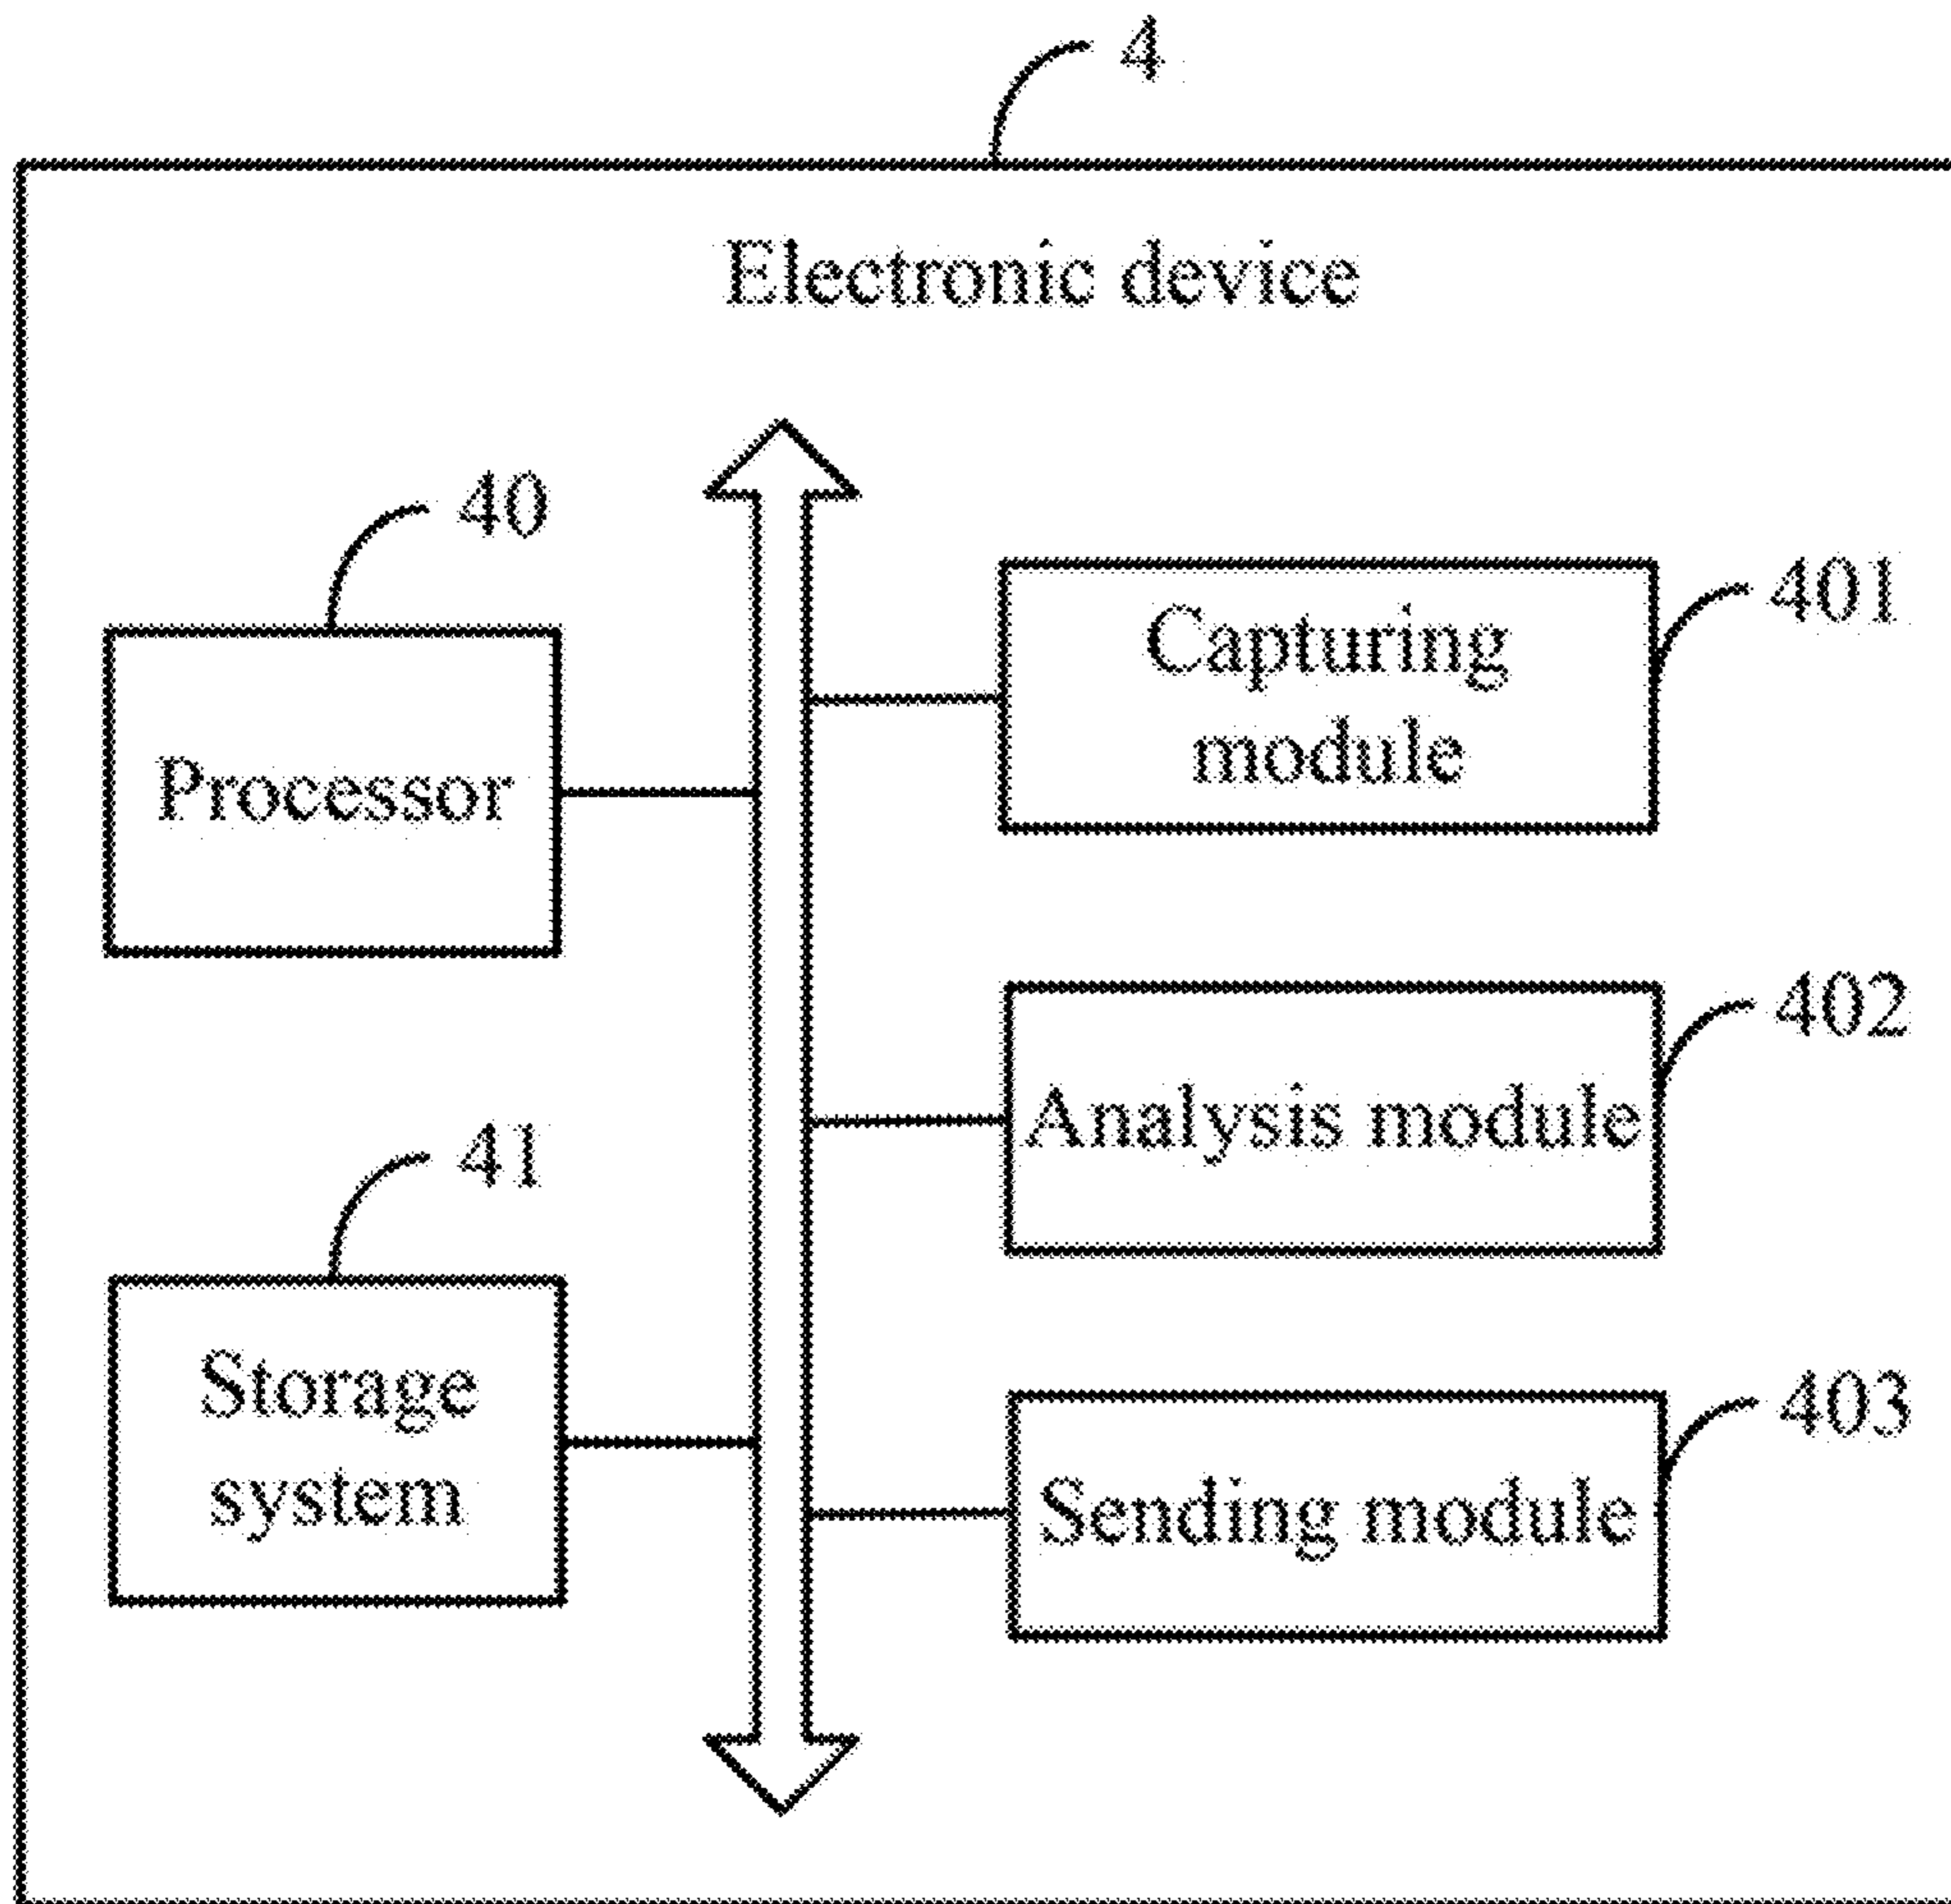 4
Electronic device
40
Processor
41
Storage
system
401
Capturing
module
402
Analysis module
403
Sending module